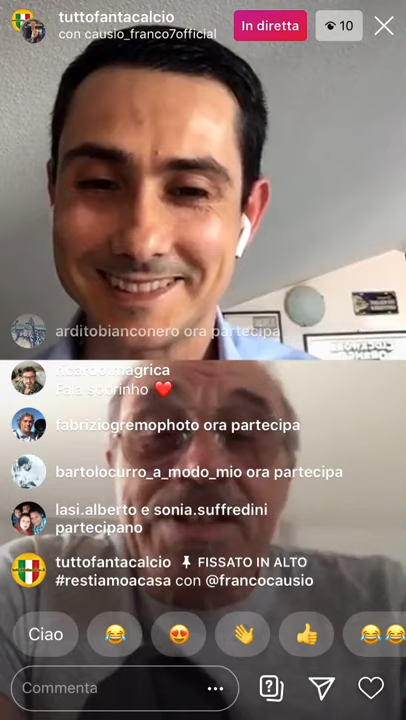 tuttofantacalcio
con causio_franco7official
In diretta
10
arditobianconero ora partecipa
ricardo.magrica
Fala sobrinho ❤️
fabriziogremophoto ora partecipa
bartolocurro_a_modo_mio ora partecipa
lasi.alberto e sonia.suffredini
partecipano
tuttofantacalcio 📌 FISSATO IN ALTO
#restiamoacasa con @francocausio
Ciao 😂 😍 👋 👍 😂😂
Commenta